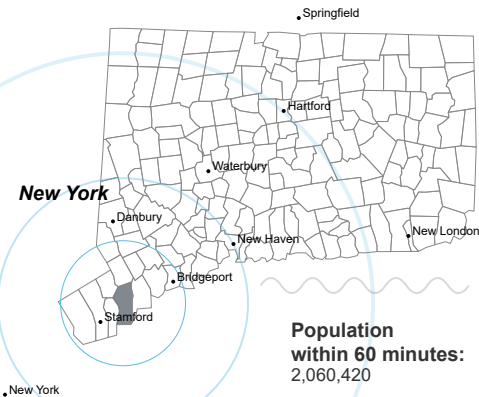 Springfield
Hartford
Waterbury
New York
Danbury
New Haven
New London
Bridgeport
Stamford
Population
within 60 minutes:
2,060,420
New York